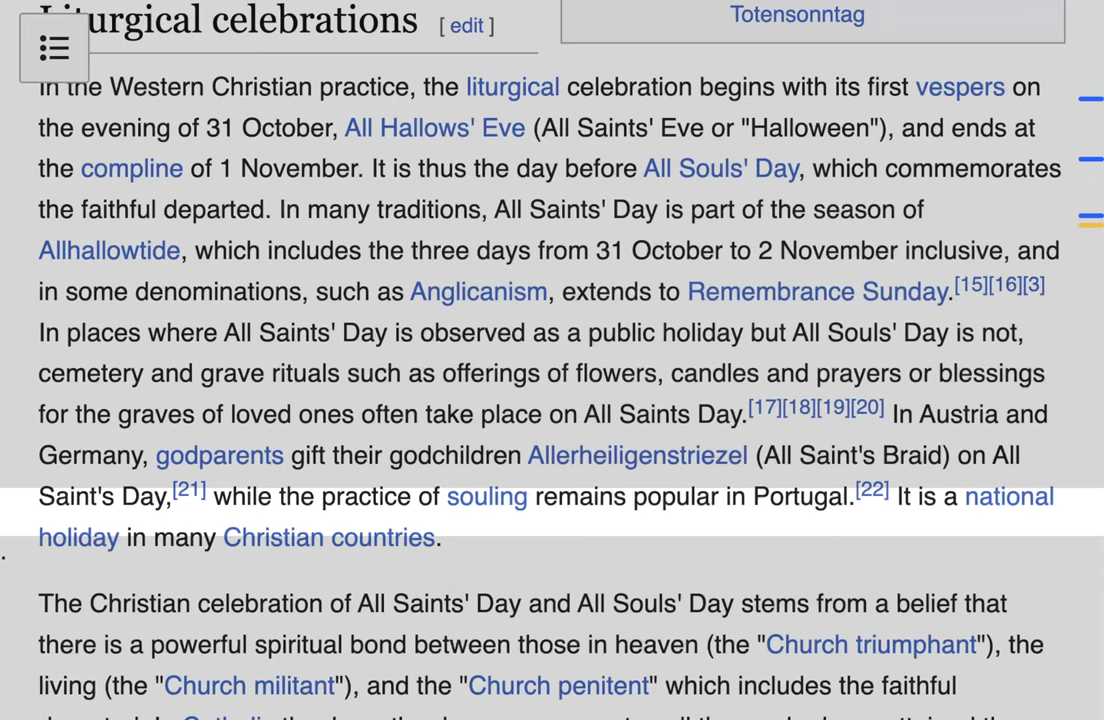 Liturgical celebrations [ edit ]
Totensonntag
In the Western Christian practice, the liturgical celebration begins with its first vespers on
the evening of 31 October, All Hallows' Eve (All Saints' Eve or "Halloween"), and ends at
the compline of 1 November. It is thus the day before All Souls' Day, which commemorates
the faithful departed. In many traditions, All Saints' Day is part of the season of
Allhallowtide, which includes the three days from 31 October to 2 November inclusive, and
in some denominations, such as Anglicanism, extends to Remembrance Sunday.[15][16][3]
In places where All Saints' Day is observed as a public holiday but All Souls' Day is not,
cemetery and grave rituals such as offerings of flowers, candles and prayers or blessings
for the graves of loved ones often take place on All Saints Day.[17][18][19][20] In Austria and
Germany, godparents gift their godchildren Allerheiligenstriezel (All Saint's Braid) on All
Saint's Day,[21] while the practice of souling remains popular in Portugal.[22] It is a national
holiday in many Christian countries.
The Christian celebration of All Saints' Day and All Souls' Day stems from a belief that
there is a powerful spiritual bond between those in heaven (the "Church triumphant"), the
living (the "Church militant"), and the "Church penitent" which includes the faithful